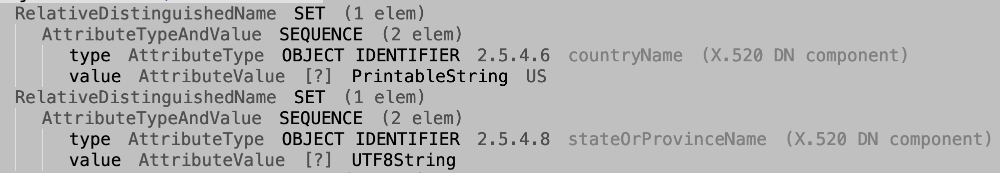 RelativeDistinguishedName SET (1 elem)
AttributeTypeAndValue SEQUENCE (2 elem)
type AttributeType OBJECT IDENTIFIER 2.5.4.6 countryName (X.520 DN component)
value AttributeValue [?] PrintableString US
RelativeDistinguishedName SET (1 elem)
AttributeTypeAndValue SEQUENCE (2 elem)
type AttributeType OBJECT IDENTIFIER 2.5.4.8 stateOrProvinceName (X.520 DN component)
value AttributeValue [?] UTF8String